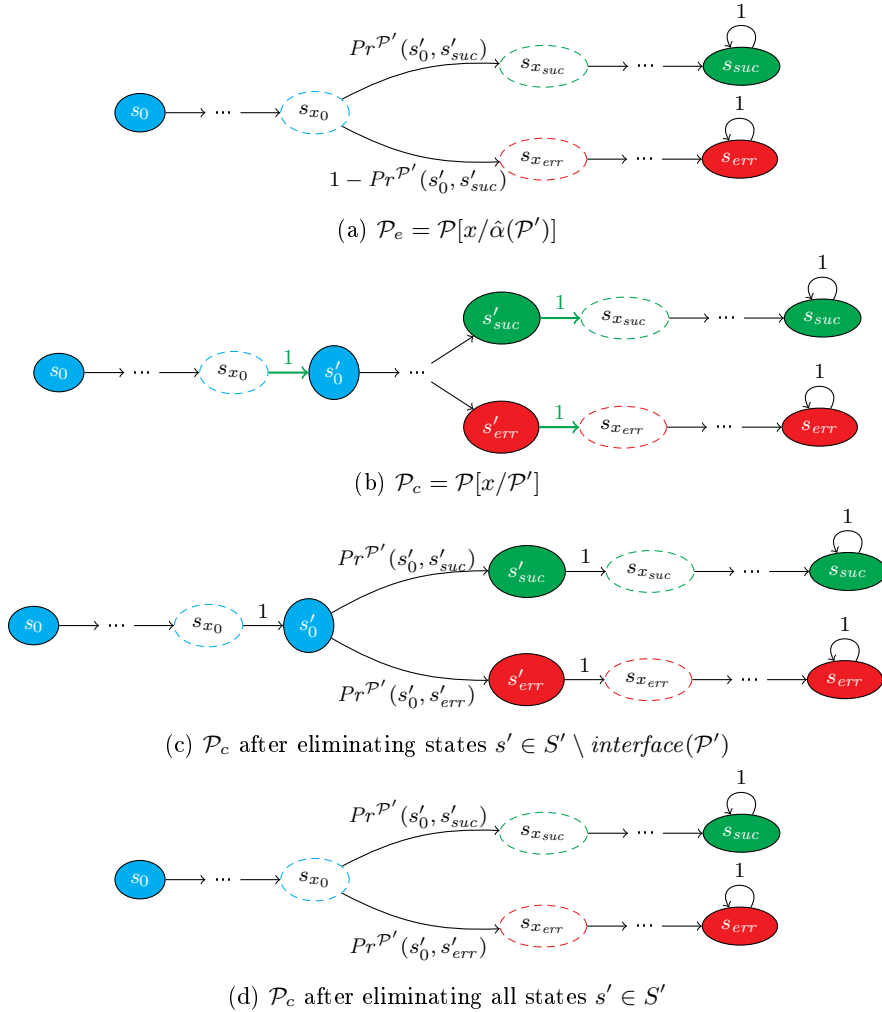 1
Pr^{𝒫'}(s'_0, s'_{suc})
s_{x_{suc}}
...
s_{suc}
s_0
...
s_{x_0}
1
1 − Pr^{𝒫'}(s'_0, s'_{suc})
s_{x_{err}}
...
s_{err}
(a) 𝒫_e = 𝒫[x/α̂(𝒫')]
1
s'_{suc}
1
s_{x_{suc}}
...
s_{suc}
s_0
...
s_{x_0}
1
s'_0
...
1
s'_{err}
1
s_{x_{err}}
...
s_{err}
(b) 𝒫_c = 𝒫[x/𝒫']
1
Pr^{𝒫'}(s'_0, s'_{suc})
s'_{suc}
1
s_{x_{suc}}
...
s_{suc}
s_0
...
s_{x_0}
1
s'_0
1
Pr^{𝒫'}(s'_0, s'_{err})
s'_{err}
1
s_{x_{err}}
...
s_{err}
(c) 𝒫_c after eliminating states s' ∈ S' \ interface(𝒫')
1
Pr^{𝒫'}(s'_0, s'_{suc})
s_{x_{suc}}
...
s_{suc}
s_0
...
s_{x_0}
1
Pr^{𝒫'}(s'_0, s'_{err})
s_{x_{err}}
...
s_{err}
(d) 𝒫_c after eliminating all states s' ∈ S'